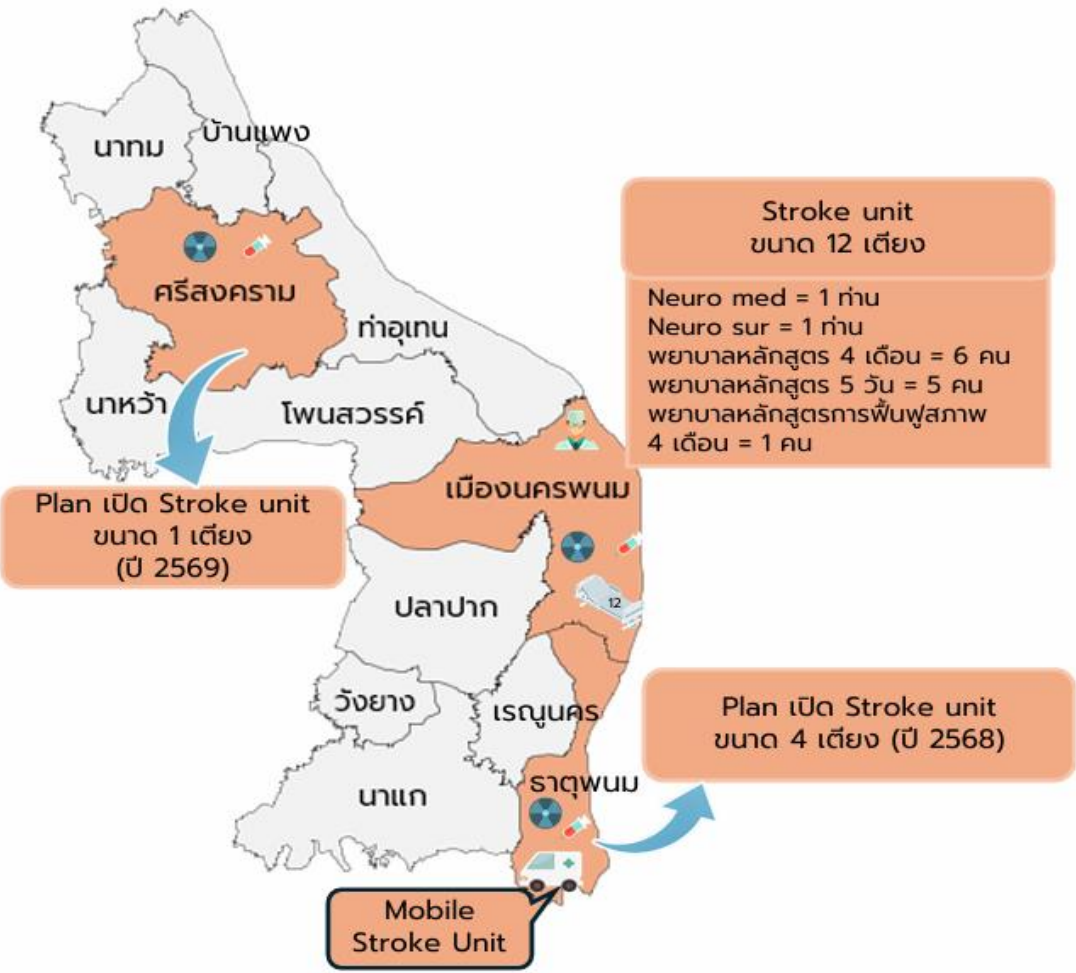 บ้านแพง
นาทม
Stroke unit
ขนาด 12 เตียง
ศรีสงคราม
Neuro med = 1 ท่าน
Neuro sur = 1 ท่าน
พยาบาลหลักสูตร 4 เดือน = 6 คน
พยาบาลหลักสูตร 5 วัน = 5 คน
พยาบาลหลักสูตรการฟื้นฟูสภาพ
4 เดือน = 1 คน
ท่าอุเทน
นาหว้า
โพนสวรรค์
เมืองนครพนม
Plan เปิด Stroke unit
ขนาด 1 เตียง
(ปี 2569)
12
ปลาปาก
วังยาง
เรณูนคร
Plan เปิด Stroke unit
ขนาด 4 เตียง (ปี 2568)
ธาตุพนม
นาแก
Mobile
Stroke Unit